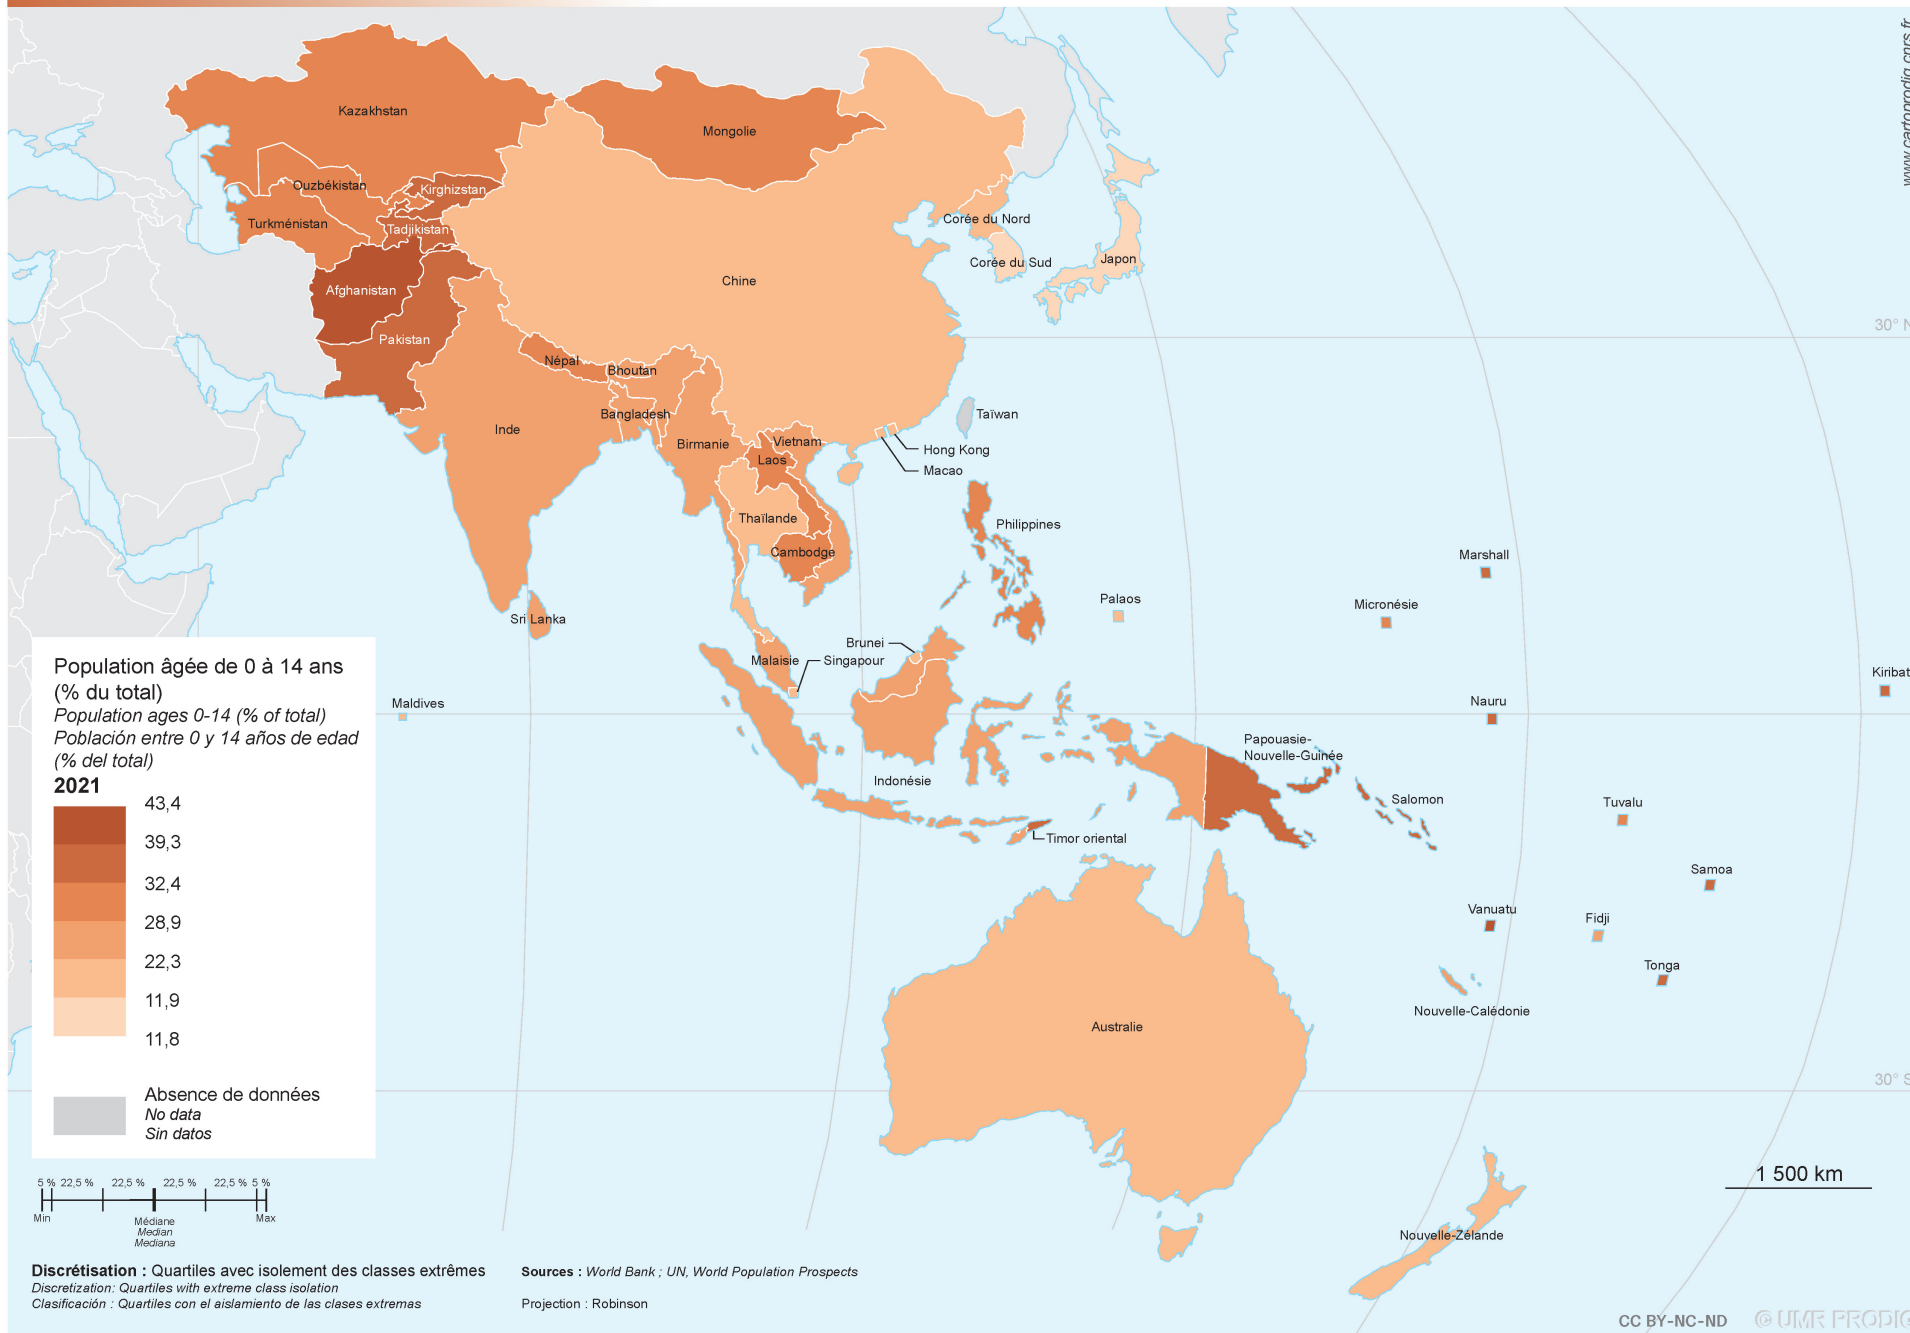 www.cartoprodig.cnrs.fr
Kazakhstan
Mongolie
Ouzbékistan
Kirghizstan
Turkménistan
Tadjikistan
Corée du Nord
Corée du Sud
Japon
Chine
Afghanistan
Pakistan
30° N
Népal
Bhoutan
Bangladesh
Inde
Birmanie
Vietnam
Laos
Taïwan
Hong Kong
Macao
Thaïlande
Philippines
Cambodge
Marshall
Palaos
Micronésie
Sri Lanka
Brunei
Malaisie
Singapour
Kiribat
Maldives
Nauru
Papouasie-
Nouvelle-Guinée
Indonésie
Salomon
Tuvalu
Timor oriental
Samoa
Vanuatu
Fidji
Tonga
Nouvelle-Calédonie
Australie
30° S
Nouvelle-Zélande
Population âgée de 0 à 14 ans
(% du total)
Population ages 0-14 (% of total)
Población entre 0 y 14 años de edad
(% del total)
2021
43,4
39,3
32,4
28,9
22,3
11,9
11,8
Absence de données
No data
Sin datos
5 % 22,5 % 22,5 % 22,5 % 22,5 % 5 %
Min Médiane Max
Median
Mediana
1 500 km
Discrétisation : Quartiles avec isolement des classes extrêmes
Discretization: Quartiles with extreme class isolation
Clasificación : Quartiles con el aislamiento de las clases extremas
Sources : World Bank ; UN, World Population Prospects
Projection : Robinson
CC BY-NC-ND © UMR PRODIG